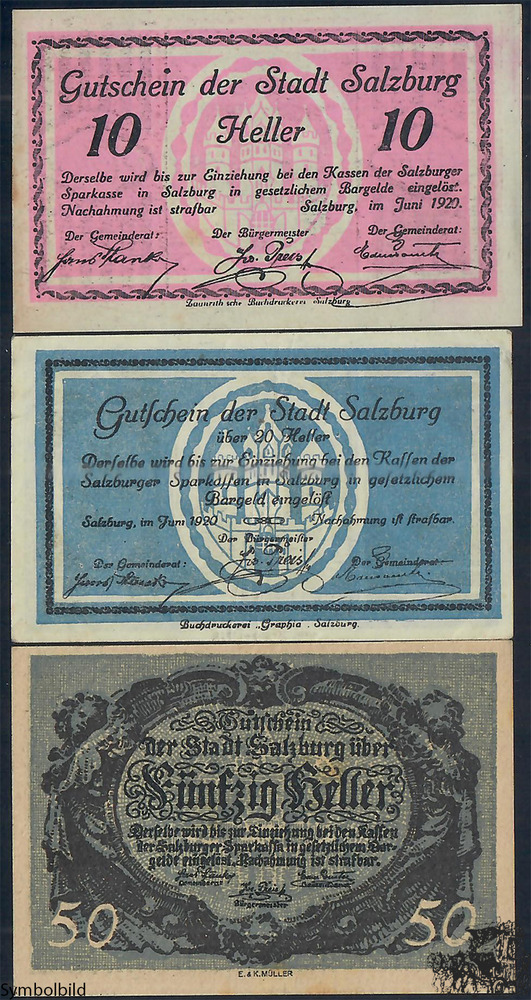 Gutschein der Stadt Salzburg
10 Heller 10
Derselbe wird bis zur Einziehung bei den Kassen der Salzburger
Sparkasse in Salzburg in gesetzlichem Bargelde eingelöst.
Nachahmung ist strafbar Salzburg, im Juni 1920.
Der Gemeinderat: Der Bürgermeister Der Gemeinderat:
Preis
Zaunrith'sche Buchdruckerei Salzburg
Gutschein der Stadt Salzburg
über 20 Heller
Derselbe wird bis zur Einziehung bei den Kassen der
Salzburger Sparkassen in Salzburg in gesetzlichem
Bargeld eingelöst
Salzburg, im Juni 1920 Nachahmung ist strafbar.
Der Bürgermeister
Der Gemeinderat: Preis Der Gemeinderat:
Buchdruckerei „Graphia„ Salzburg.
Gutschein
der Stadt Salzburg über
Fünfzig Heller
Derselbe wird bis zur Einziehung bei den Kassen
der Salzburger Sparkassa in gesetzlichem Bar-
gelde eingelöst. Nachahmung ist strafbar.
Preis
Bürgermeister
50 50
E. & K. MÜLLER
Symbolbild